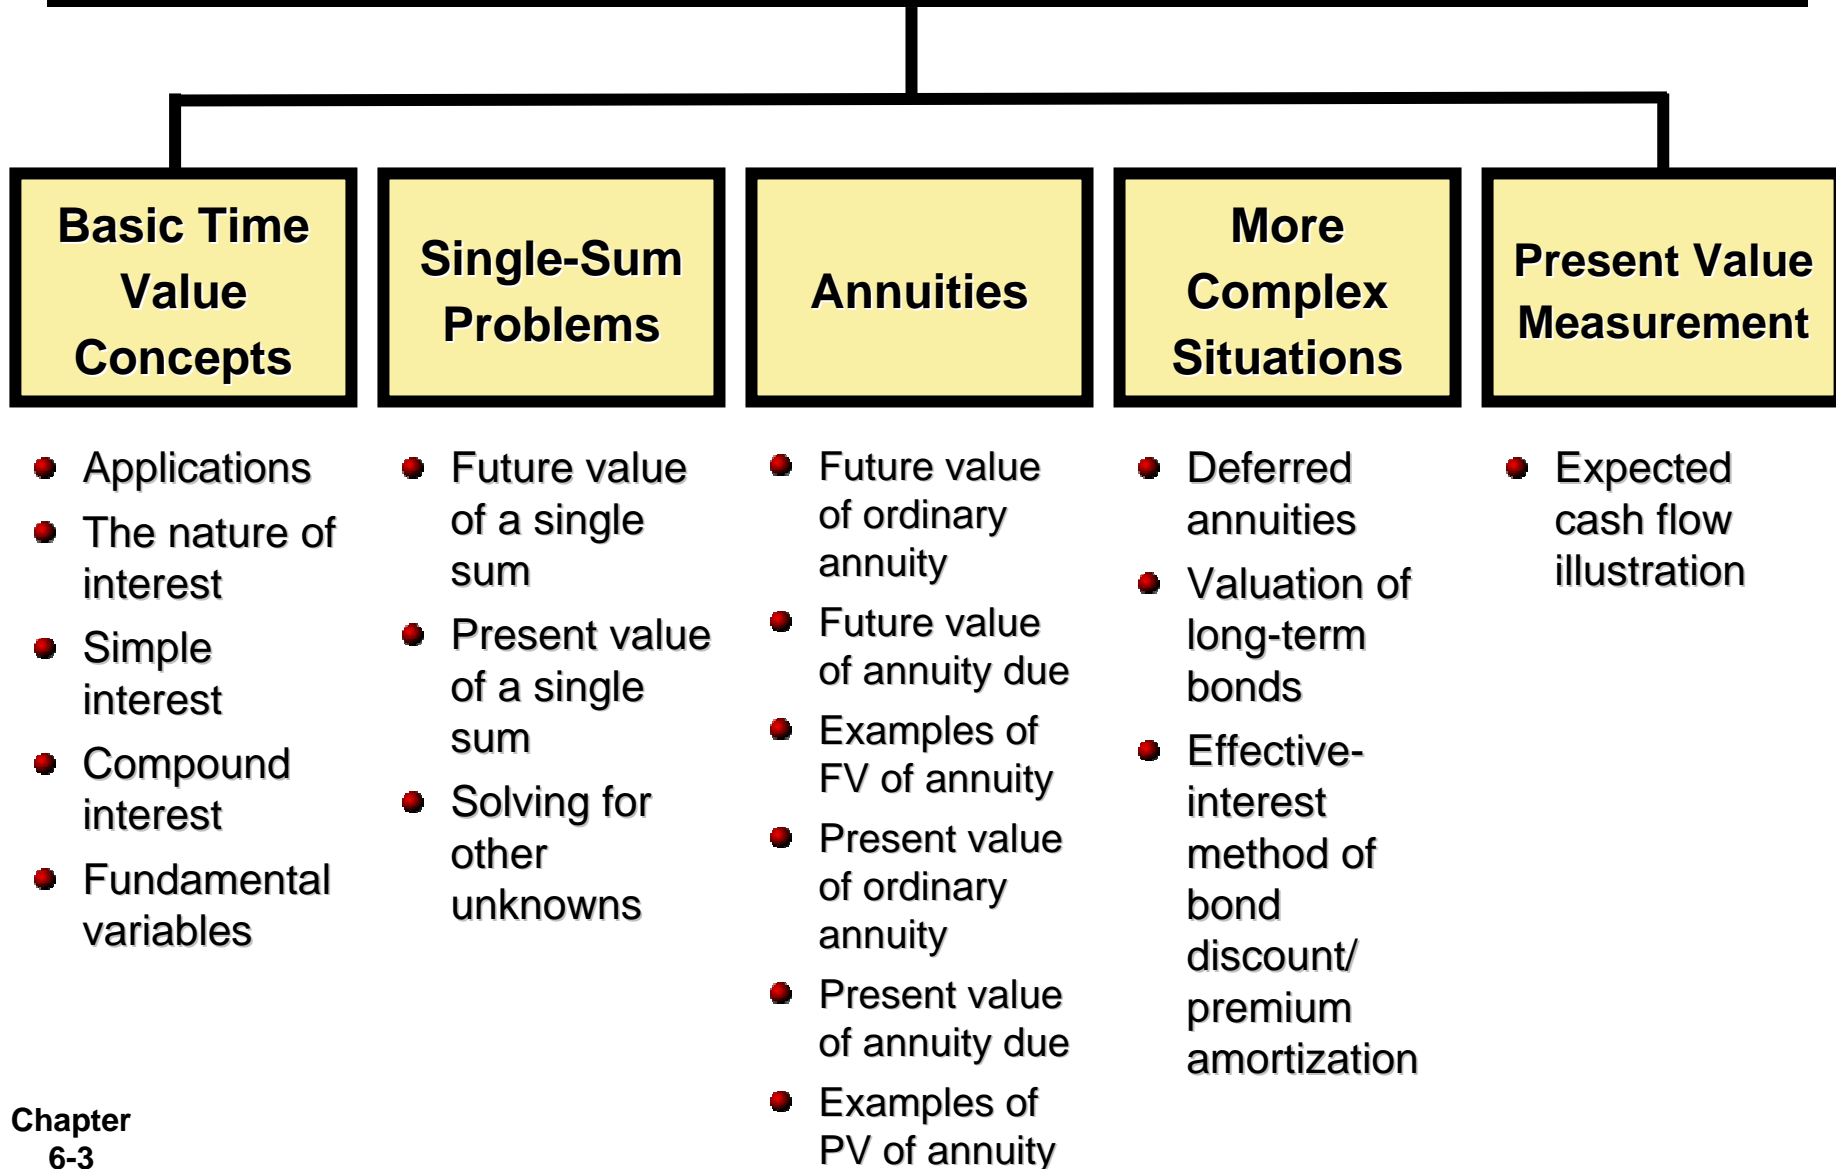 Basic Time
Value
Concepts
Applications
The nature of
interest
Simple
interest
Compound
interest
Fundamental
variables
Single-Sum
Problems
Future value
of a single
sum
Present value
of a single
sum
Solving for
other
unknowns
Annuities
Future value
of ordinary
annuity
Future value
of annuity due
Examples of
FV of annuity
Present value
of ordinary
annuity
Present value
of annuity due
Examples of
PV of annuity
More
Complex
Situations
Deferred
annuities
Valuation of
long-term
bonds
Effective-
interest
method of
bond
discount/
premium
amortization
Present Value
Measurement
Expected
cash flow
illustration
Chapter
6-3